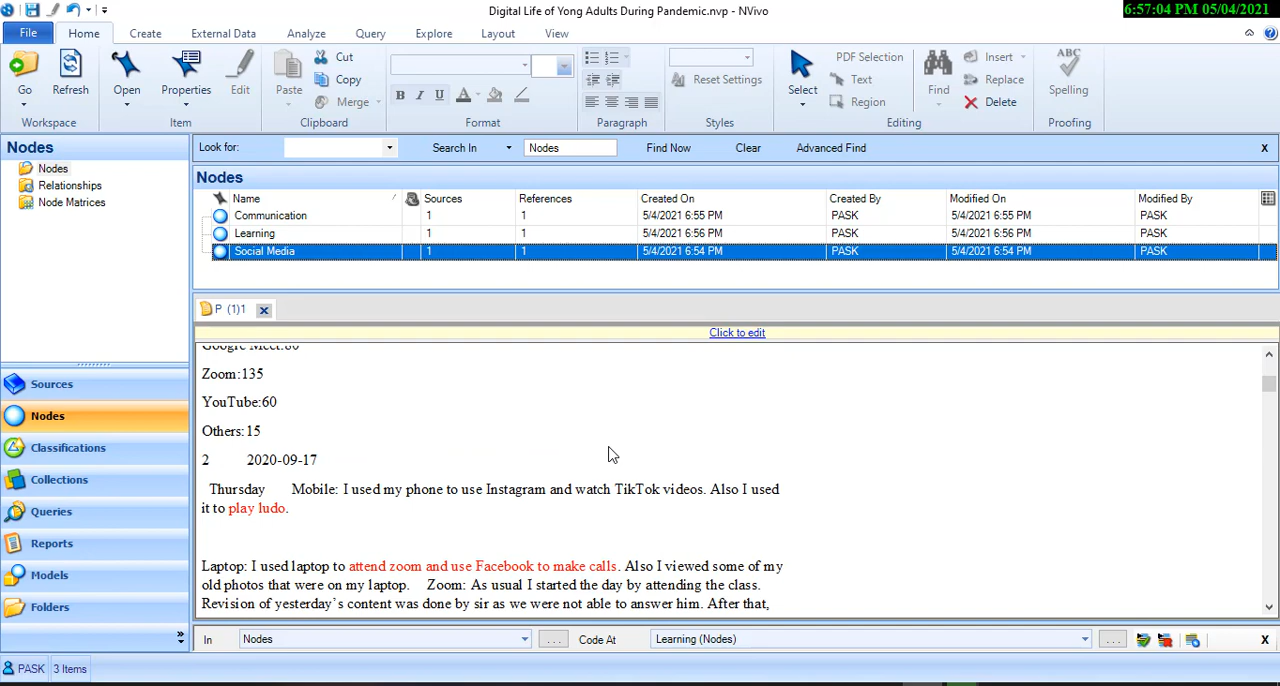 Digital Life of Yong Adults During Pandemic.nvp - NVivo
6:57:04 PM 05/04/2021
File Home Create External Data Analyze Query Explore Layout View
Go Refresh Open Properties Edit Paste Cut Copy Merge
B I U
Reset Settings
Select PDF Selection Text Region Find Insert Replace Delete
ABC Spelling
Workspace Item Clipboard Format Paragraph Styles Editing Proofing
Nodes
Nodes
Relationships
Node Matrices
Look for: Search In Nodes Find Now Clear Advanced Find X
Nodes
Name Sources References Created On Created By Modified On Modified By
Communication 1 1 5/4/2021 6:55 PM PASK 5/4/2021 6:55 PM PASK
Learning 1 1 5/4/2021 6:56 PM PASK 5/4/2021 6:56 PM PASK
Social Media 1 1 5/4/2021 6:54 PM PASK 5/4/2021 6:54 PM PASK
P (1)1
Click to edit
Google Meet:80
Zoom:135
YouTube:60
Others:15
2 2020-09-17
Thursday Mobile: I used my phone to use Instagram and watch TikTok videos. Also I used
it to play ludo.
Laptop: I used laptop to attend zoom and use Facebook to make calls. Also I viewed some of my
old photos that were on my laptop. Zoom: As usual I started the day by attending the class.
Revision of yesterday's content was done by sir as we were not able to answer him. After that,
Sources
Nodes
Classifications
Collections
Queries
Reports
Models
Folders
In Nodes ... Code At Learning (Nodes) ... X
PASK 3 Items